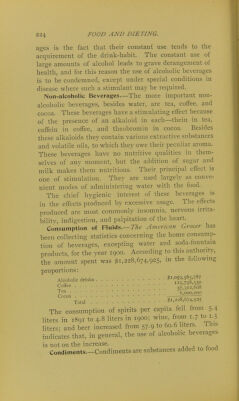 224 FOOD AND DIETING.
ages is the fact that their constant use tends to the
acquirement of the drink-habit. The constant use of
large amounts of alcohol leads to grave derangement of
health, and for this reason the use of alcoholic beverages
is to be condemned, except under special conditions in
disease where such a stimulant may be required.
Non-alcoholic Beverages.—The more important non-
alcoholic beverages, besides water, are tea, coffee, and
cocoa. These beverages have a stimulating effect because
of the presence of an alkaloid in each—thein in tea,
caffein in coffee, and theobromin in cocoa. Besides
these alkaloids they contain various extractive substances
and volatile oils, to which they owe their peculiar aroma.
These beverages have no nutritive qualities in them-
selves of any moment, but the addition of sugar and
milk makes them nutritious. Their principal effect is
one of stimulation. They are used largely as conve-
nient modes of administering water with the food.
The chief hygienic interest of these beverages is
in the effects produced by excessive usage. The effects
produced are most commonly insomnia, nervous irrita-
bility, indigestion, and palpitation of the heart.
Consumption of Fluids.—The American Grocer has
been collecting statistics concerning the home consump-
tion of beverages, excepting water and soda-fountain
products, for the year 1900. According to this authority,
the amount spent was $1,228,674,925, in the following
proportions:
Alcoholic drinks
Coffee
Tea
Cocoa
Total $1,228,674,925
The consumption of spirits per capita fell from 5.4
liters in 1891 to 4.8 liters in 1900; wine, from 1.7 to 1.5
liters; and beer increased from 57.9 to 60.6 liters. This
indicates that, in general, the use of alcoholic beverages
is not on the increase.
Condiments.—Condiments are substances added to food